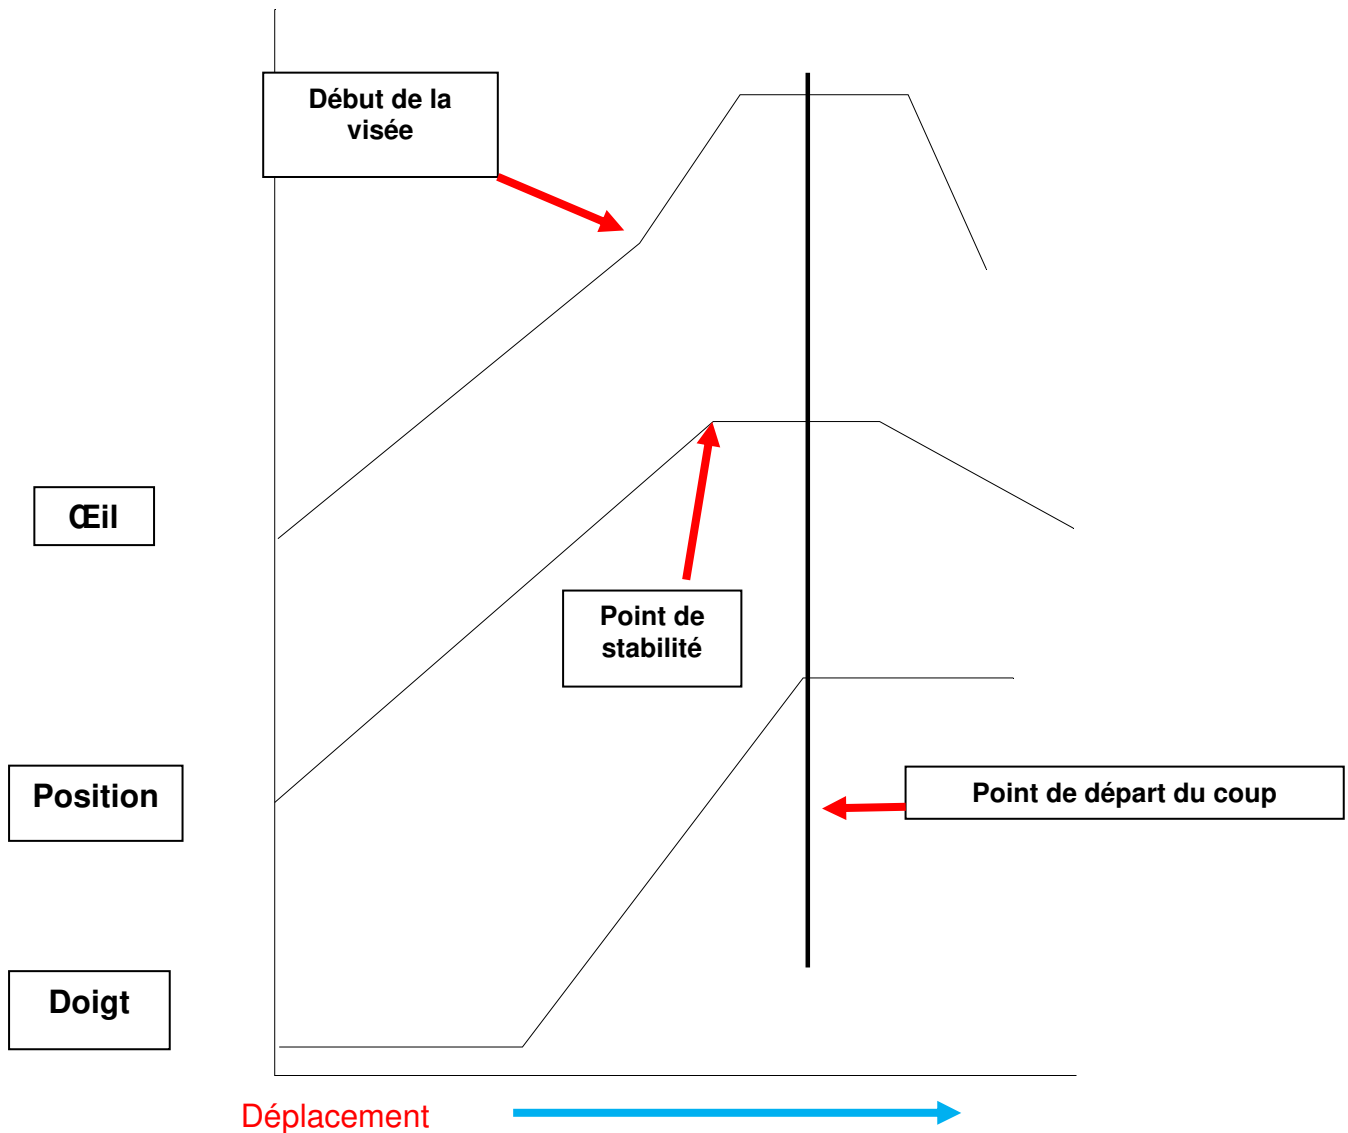 Début de la
visée
Œil
Point de
stabilité
Position
Point de départ du coup
Doigt
Déplacement